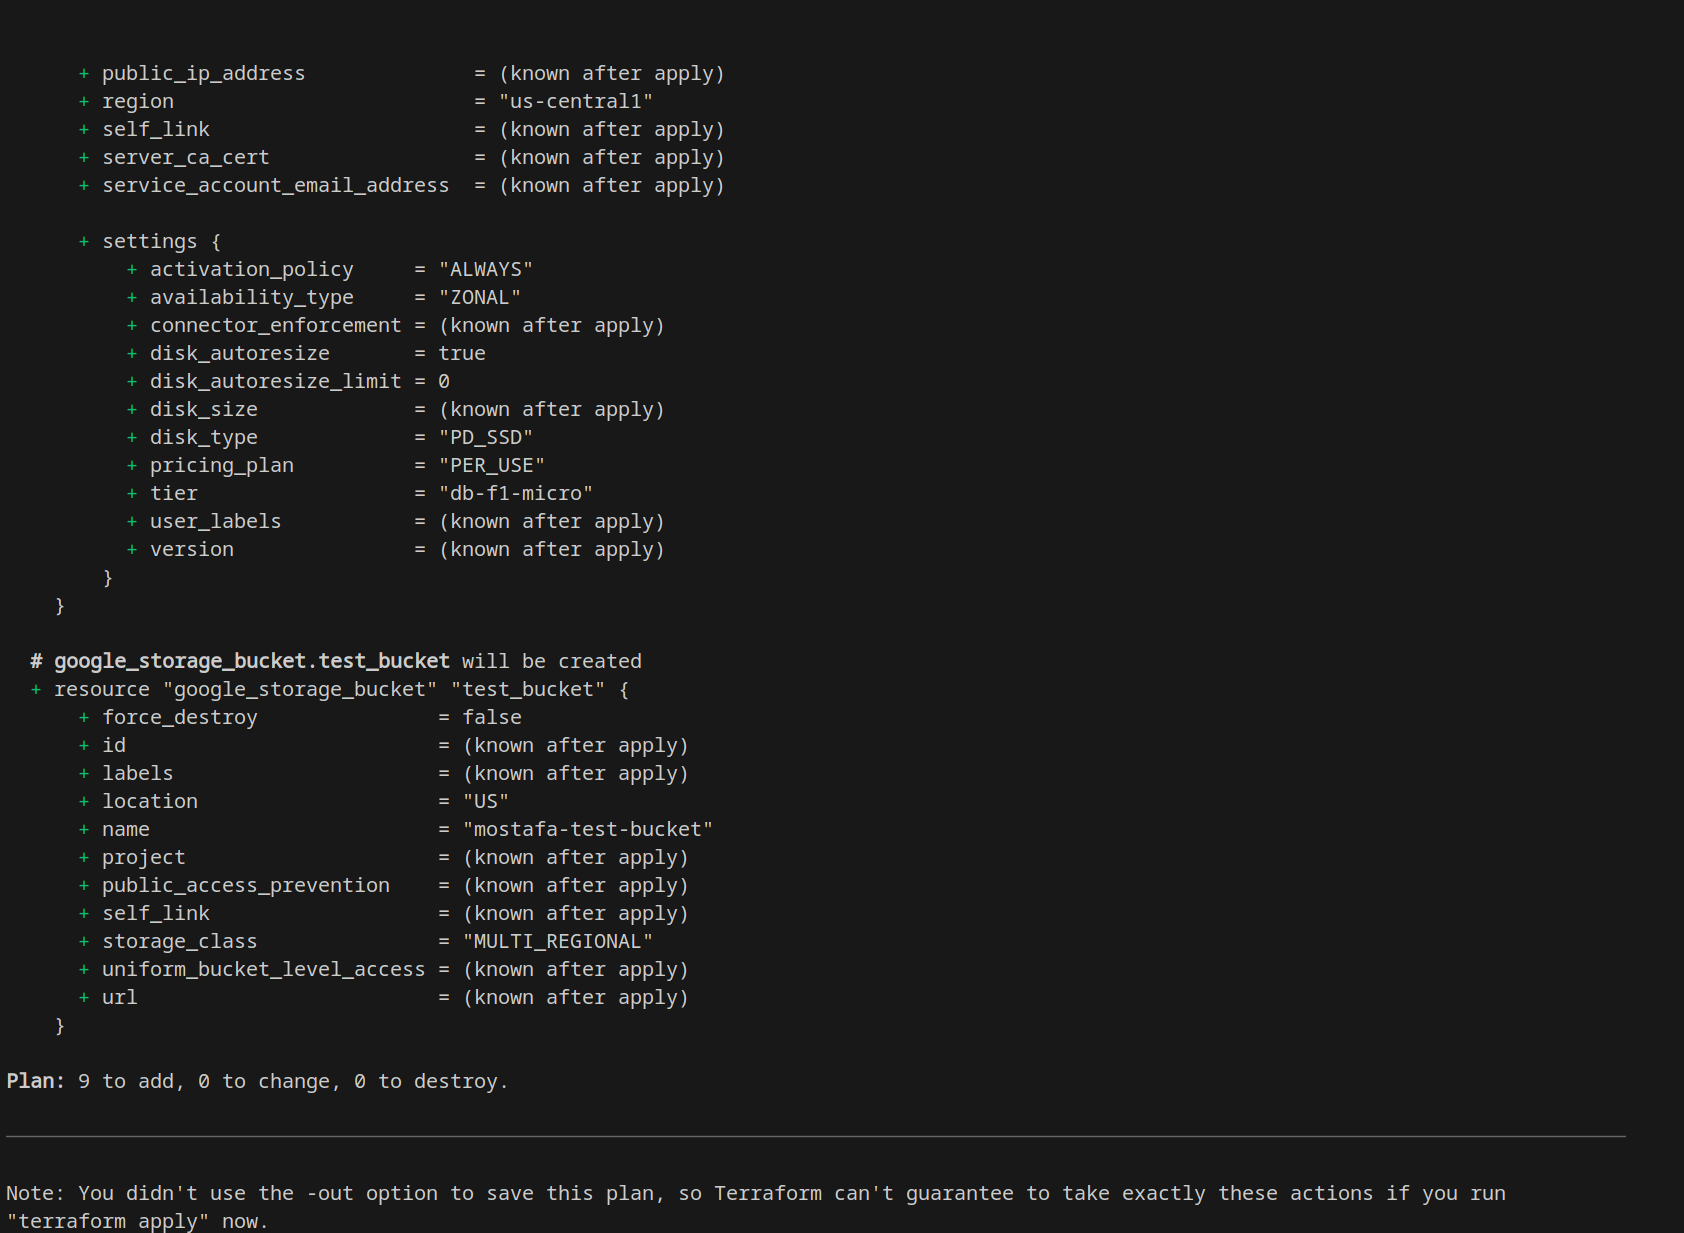 + public_ip_address              = (known after apply)
      + region                         = "us-central1"
      + self_link                      = (known after apply)
      + server_ca_cert                 = (known after apply)
      + service_account_email_address  = (known after apply)

      + settings {
          + activation_policy     = "ALWAYS"
          + availability_type     = "ZONAL"
          + connector_enforcement = (known after apply)
          + disk_autoresize       = true
          + disk_autoresize_limit = 0
          + disk_size             = (known after apply)
          + disk_type             = "PD_SSD"
          + pricing_plan          = "PER_USE"
          + tier                  = "db-f1-micro"
          + user_labels           = (known after apply)
          + version               = (known after apply)
        }
    }

  # google_storage_bucket.test_bucket will be created
  + resource "google_storage_bucket" "test_bucket" {
      + force_destroy               = false
      + id                          = (known after apply)
      + labels                      = (known after apply)
      + location                    = "US"
      + name                        = "mostafa-test-bucket"
      + project                     = (known after apply)
      + public_access_prevention    = (known after apply)
      + self_link                   = (known after apply)
      + storage_class               = "MULTI_REGIONAL"
      + uniform_bucket_level_access = (known after apply)
      + url                         = (known after apply)
    }

Plan: 9 to add, 0 to change, 0 to destroy.

Note: You didn't use the -out option to save this plan, so Terraform can't guarantee to take exactly these actions if you run
"terraform apply" now.